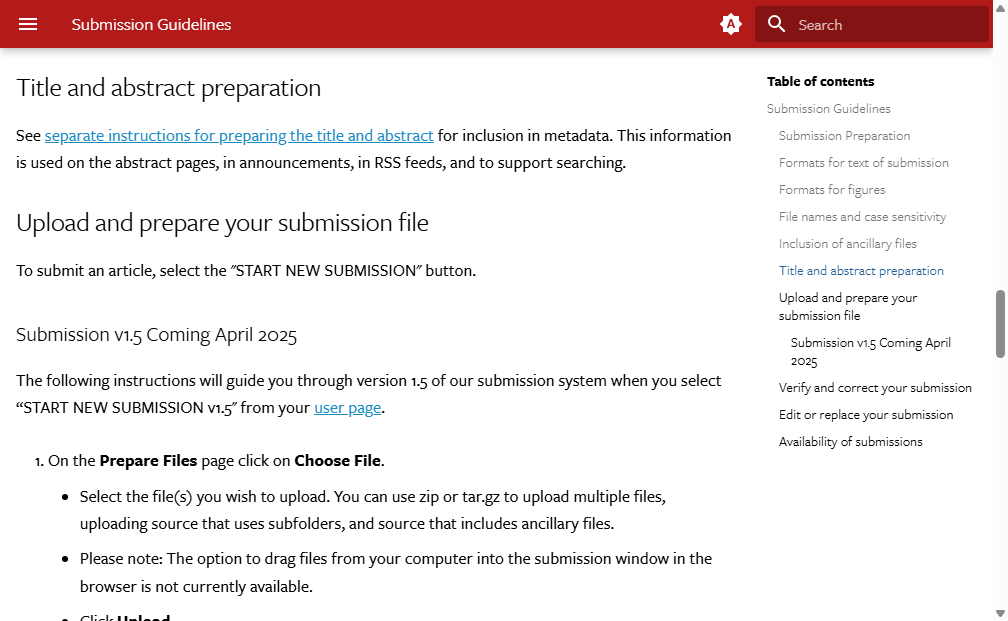 Submission Guidelines
A
Search
Title and abstract preparation
See separate instructions for preparing the title and abstract for inclusion in metadata. This information
is used on the abstract pages, in announcements, in RSS feeds, and to support searching.
Upload and prepare your submission file
To submit an article, select the "START NEW SUBMISSION" button.
Submission v1.5 Coming April 2025
The following instructions will guide you through version 1.5 of our submission system when you select
“START NEW SUBMISSION v1.5" from your user page.
1. On the Prepare Files page click on Choose File.
• Select the file(s) you wish to upload. You can use zip or tar.gz to upload multiple files,
uploading source that uses subfolders, and source that includes ancillary files.
• Please note: The option to drag files from your computer into the submission window in the
browser is not currently available.
• Click Upload
Table of contents
Submission Guidelines
Submission Preparation
Formats for text of submission
Formats for figures
File names and case sensitivity
Inclusion of ancillary files
Title and abstract preparation
Upload and prepare your
submission file
Submission v1.5 Coming April
2025
Verify and correct your submission
Edit or replace your submission
Availability of submissions